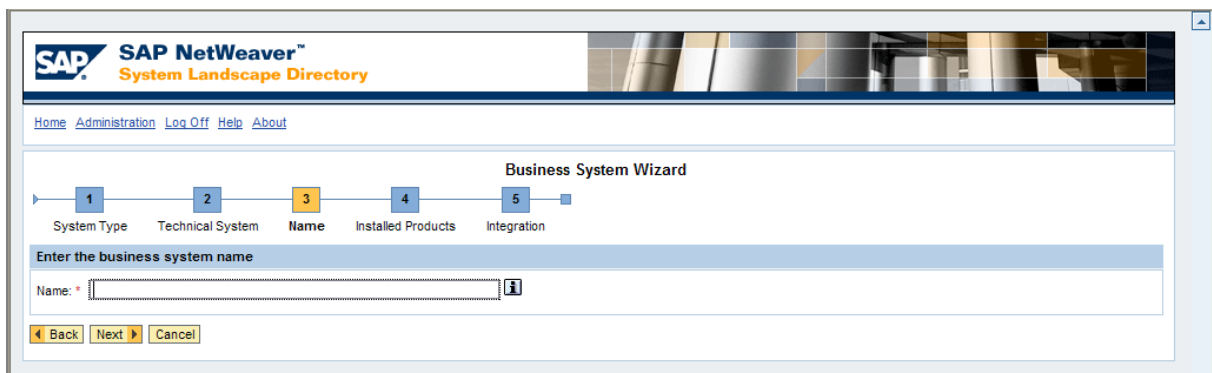 SAP SAP NetWeaver™
System Landscape Directory
Home Administration Log Off Help About
Business System Wizard
1 2 3 4 5
System Type Technical System Name Installed Products Integration
Enter the business system name
Name: *
Back Next Cancel